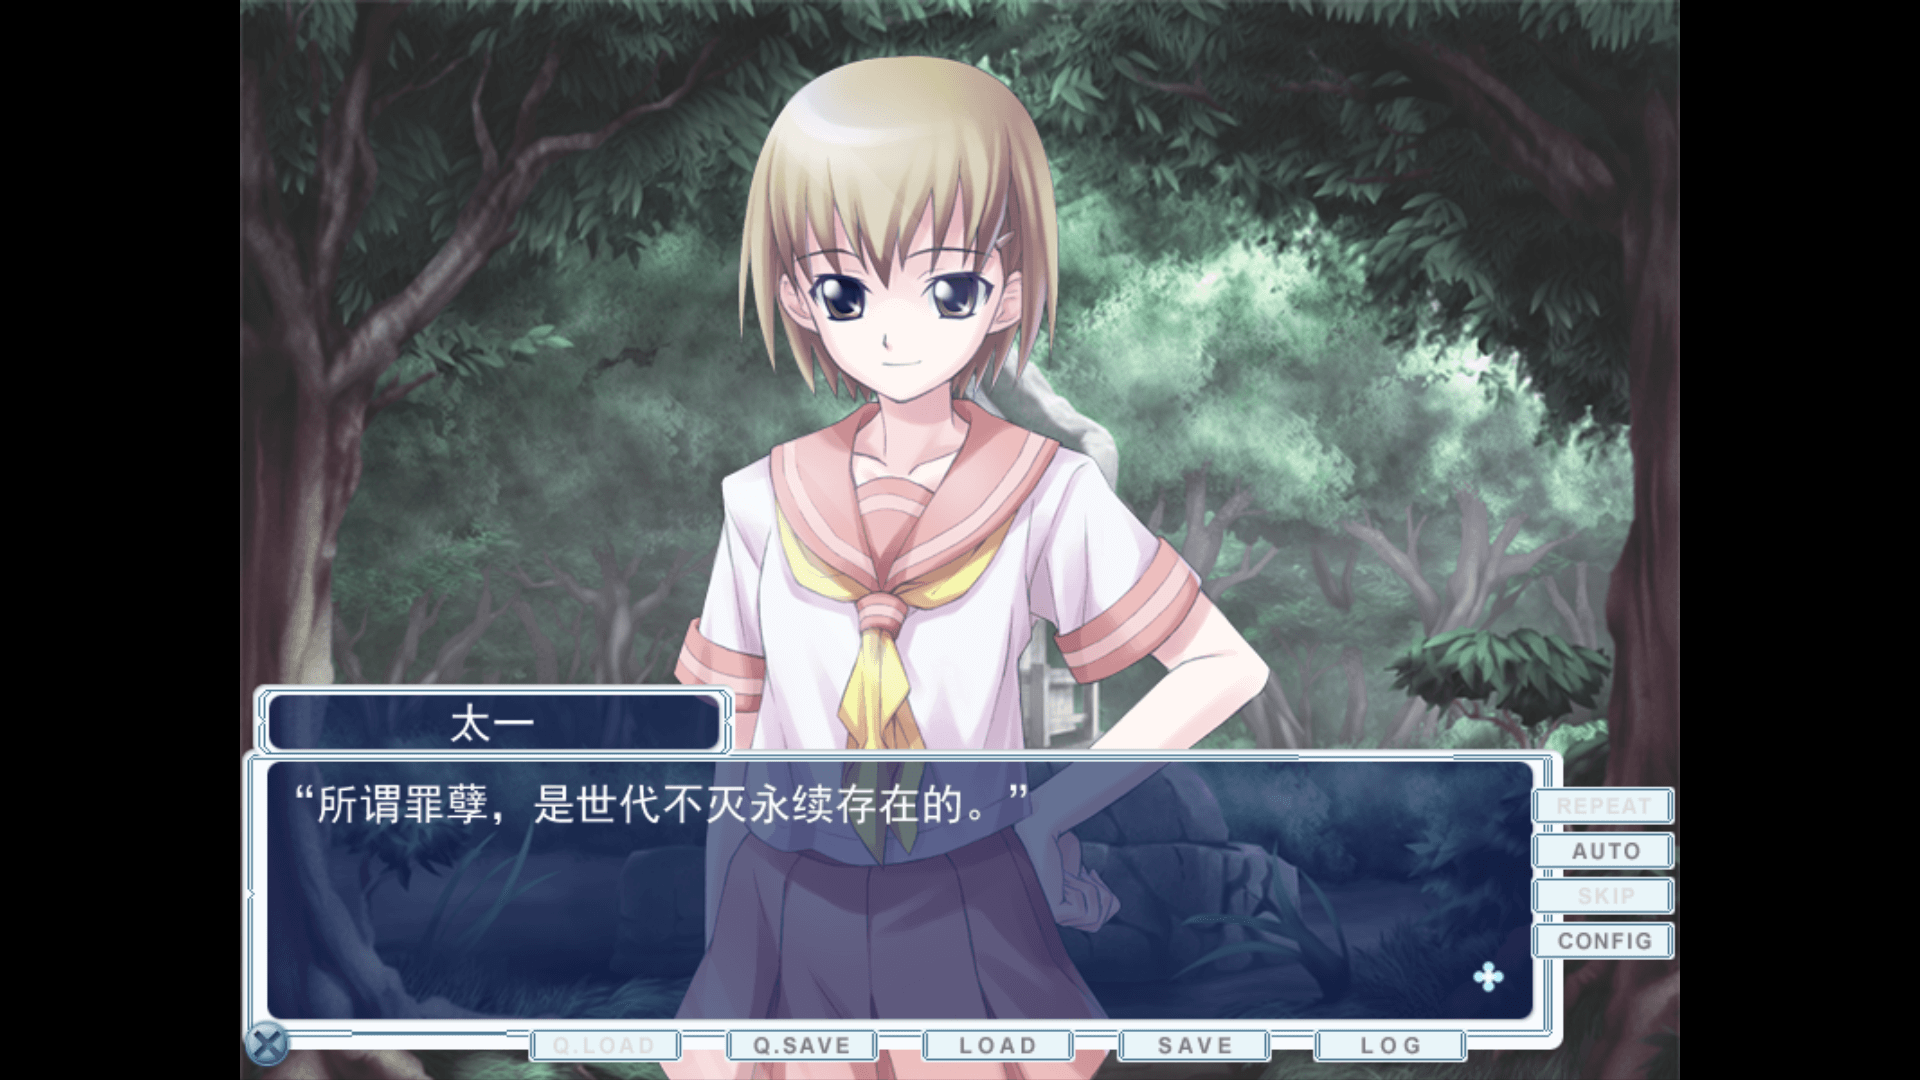 太一
“所谓罪孽，是世代不灭永续存在的。”
REPEAT
AUTO
SKIP
CONFIG
Q.LOAD
Q.SAVE
LOAD
SAVE
LOG